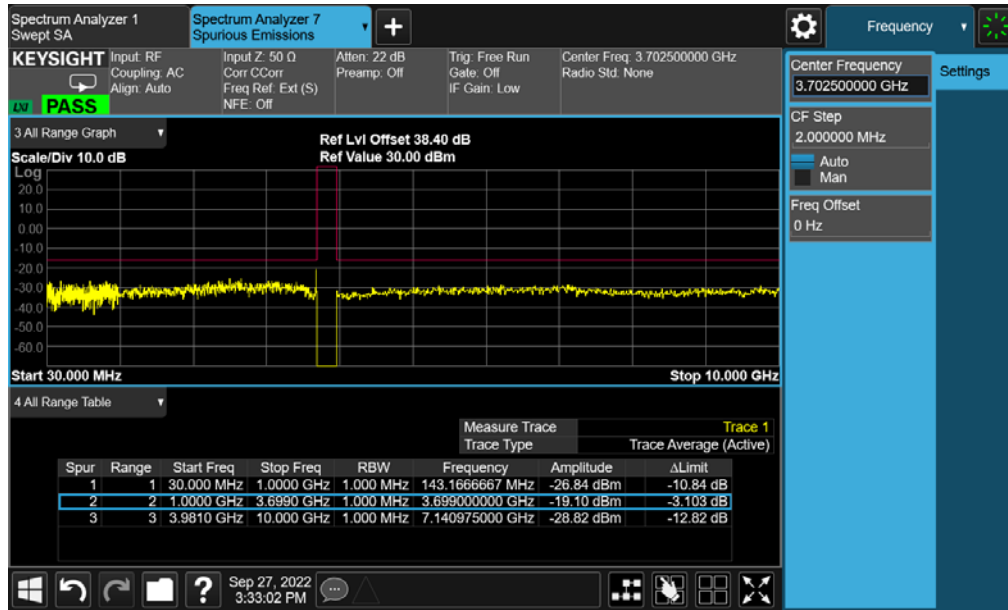 Spectrum Analyzer 1
Swept SA
Spectrum Analyzer 7
Spurious Emissions
Frequency
KEYSIGHT
Input: RF
Coupling: AC
Align: Auto
Input Z: 50 Ω
Corr CCorr
Freq Ref: Ext (S)
NFE: Off
Atten: 22 dB
Preamp: Off
Trig: Free Run
Gate: Off
IF Gain: Low
Center Freq: 3.702500000 GHz
Radio Std: None
LXI PASS
Center Frequency
3.702500000 GHz
Settings
CF Step
2.000000 MHz
Auto
Man
Freq Offset
0 Hz
3 All Range Graph
Ref Lvl Offset 38.40 dB
Scale/Div 10.0 dB
Ref Value 30.00 dBm
Log
20.0
10.0
0.00
-10.0
-20.0
-30.0
-40.0
-50.0
-60.0
Start 30.000 MHz
Stop 10.000 GHz
4 All Range Table
Measure Trace Trace 1
Trace Type Trace Average (Active)
Spur Range Start Freq Stop Freq RBW Frequency Amplitude ΔLimit
1 1 30.000 MHz 1.0000 GHz 1.000 MHz 143.1666667 MHz -26.84 dBm -10.84 dB
2 2 1.0000 GHz 3.6990 GHz 1.000 MHz 3.699000000 GHz -19.10 dBm -3.103 dB
3 3 3.9810 GHz 10.000 GHz 1.000 MHz 7.140975000 GHz -28.82 dBm -12.82 dB
Sep 27, 2022
3:33:02 PM